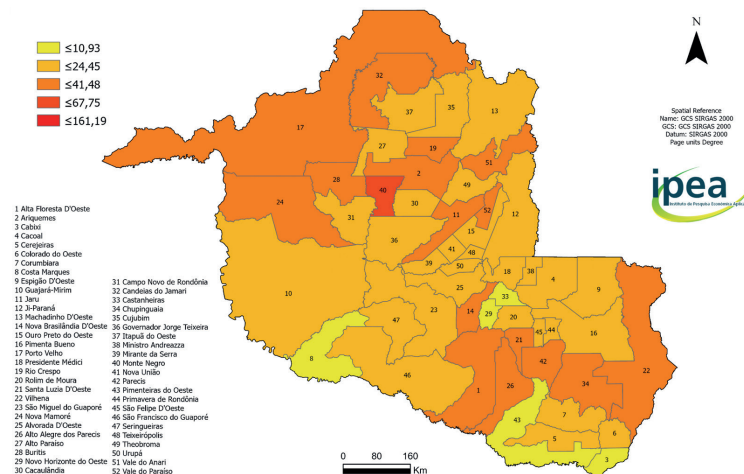 ≤10,93
≤24,45
≤41,48
≤67,75
≤161,19
N
Spatial Reference
Name: GCS SIRGAS 2000
GCS: GCS SIRGAS 2000
Datum: SIRGAS 2000
Page units Degree
ipea
Instituto de Pesquisa Econômica
1 Alta Floresta D'Oeste
2 Ariquemes
3 Cabixi
4 Cacoal
5 Cerejeiras
6 Colorado do Oeste
7 Corumbiara
8 Costa Marques
9 Espigão D'Oeste
10 Guajará-Mirim
11 Jaru
12 Ji-Paraná
13 Machadinho D'Oeste
14 Nova Brasilândia D'Oeste
15 Ouro Preto do Oeste
16 Pimenta Bueno
17 Porto Velho
18 Presidente Médici
19 Rio Crespo
20 Rolim de Moura
21 Santa Luzia D'Oeste
22 Vilhena
23 São Miguel do Guaporé
24 Nova Mamoré
25 Alvorada D'Oeste
26 Alto Alegre dos Parecis
27 Alto Paraíso
28 Buritis
29 Novo Horizonte do Oeste
30 Cacaulândia
31 Campo Novo de Rondônia
32 Candeias do Jamari
33 Castanheiras
34 Chupinguaia
35 Cujubim
36 Governador Jorge Teixeira
37 Itapuã do Oeste
38 Ministro Andreazza
39 Mirante da Serra
40 Monte Negro
41 Nova União
42 Parecis
43 Pimenteiras do Oeste
44 Primavera de Rondônia
45 São Felipe D'Oeste
46 São Francisco do Guaporé
47 Seringueiras
48 Teixeirópolis
49 Theobroma
50 Urupá
51 Vale do Anari
52 Vale do Paraíso
32
17
37
35
13
27
19
51
28
2
49
24
40
30
52
31
11
12
15
36
41
48
39
50
18
38
4
25
9
10
33
23
14
29
20
47
45
44
16
21
8
42
22
46
1
26
34
43
7
5
6
3
0 80 160
Km